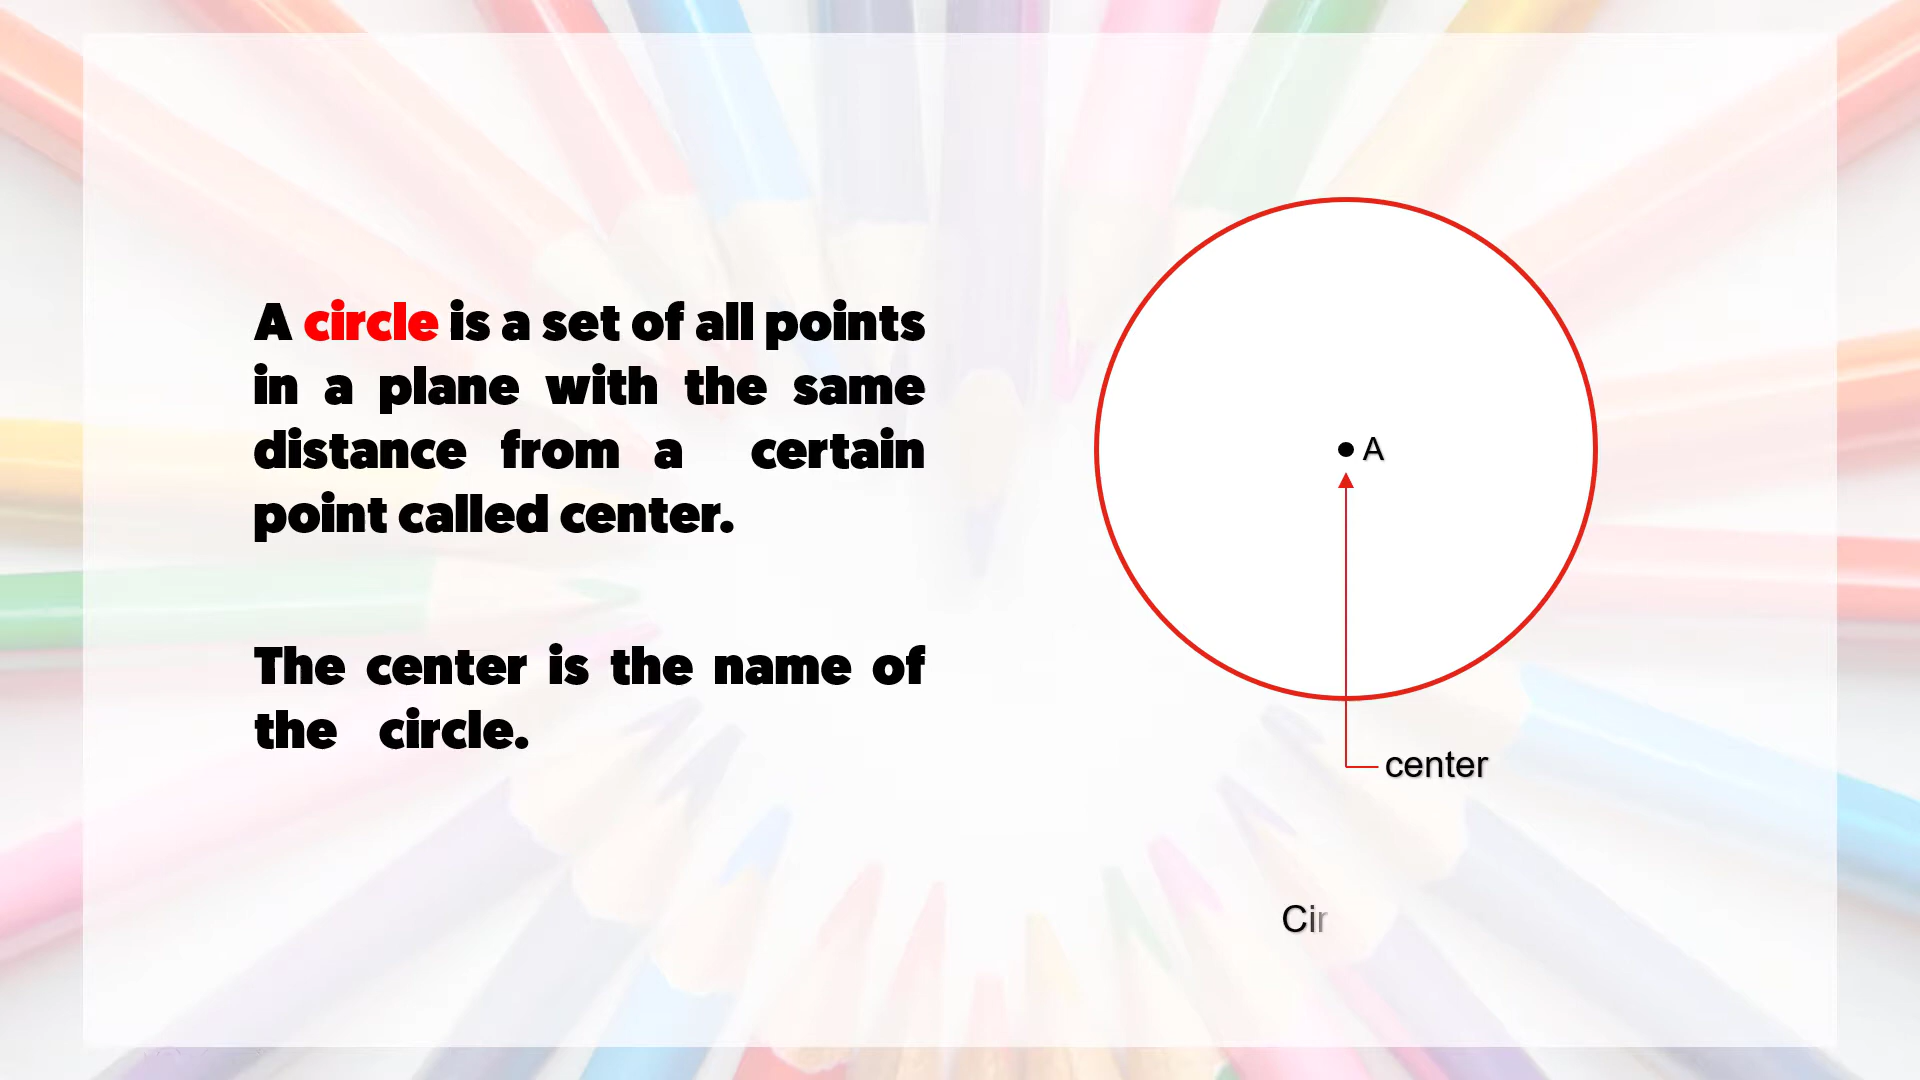 A circle is a set of all points
in a plane with the same
distance from a certain
point called center.
The center is the name of
the circle.
A
center
Cir